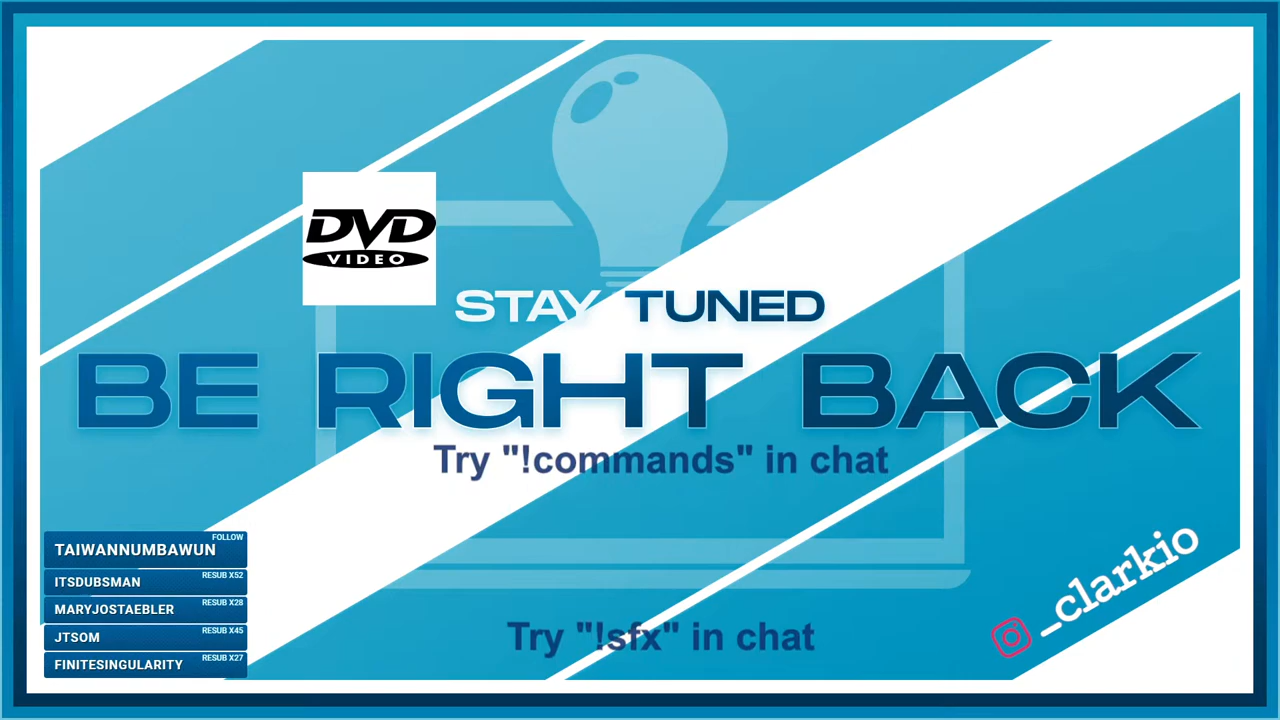 DVD
VIDEO
STAY TUNED
BE RIGHT BACK
Try "!commands" in chat
FOLLOW
TAIWANNUMBAWUN
ITSDUBSMAN RESUB X52
MARYJOSTAEBLER RESUB X28
JTSOM RESUB X45
FINITESINGULARITY RESUB X27
Try "!sfx" in chat
_clarkio